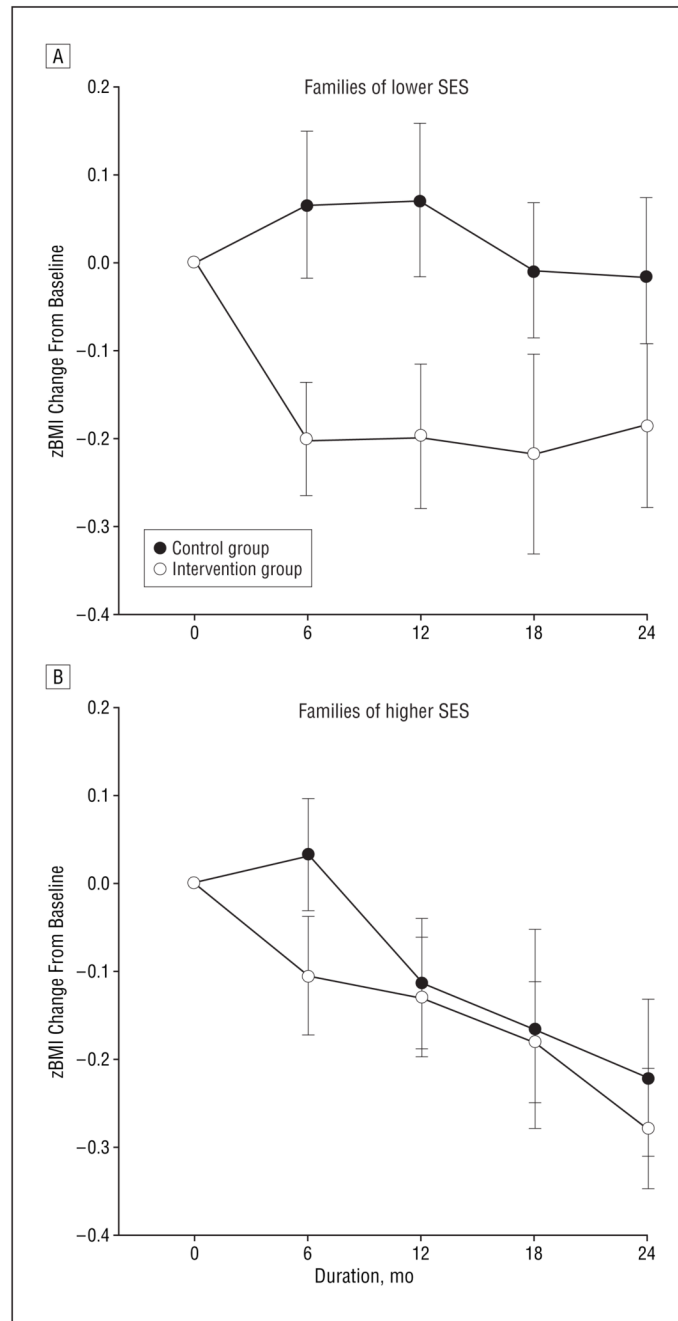 A
Families of lower SES
zBMI Change From Baseline
0.2
0.1
0.0
−0.1
−0.2
−0.3
−0.4
Control group
Intervention group
0 6 12 18 24
B
Families of higher SES
zBMI Change From Baseline
0.2
0.1
0.0
−0.1
−0.2
−0.3
−0.4
0 6 12 18 24
Duration, mo